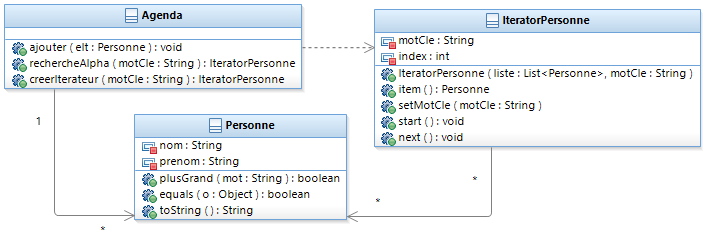 Agenda
ajouter ( elt : Personne ) : void
rechercheAlpha ( motCle : String ) : IteratorPersonne
creerIterateur ( motCle : String ) : IteratorPersonne
IteratorPersonne
motCle : String
index : int
IteratorPersonne ( liste : List<Personne>, motCle : String )
item ( ) : Personne
setMotCle ( motCle : String )
start ( ) : void
next ( ) : void
1
Personne
nom : String
prenom : String
plusGrand ( mot : String ) : boolean
equals ( o : Object ) : boolean
toString ( ) : String
*
*
*